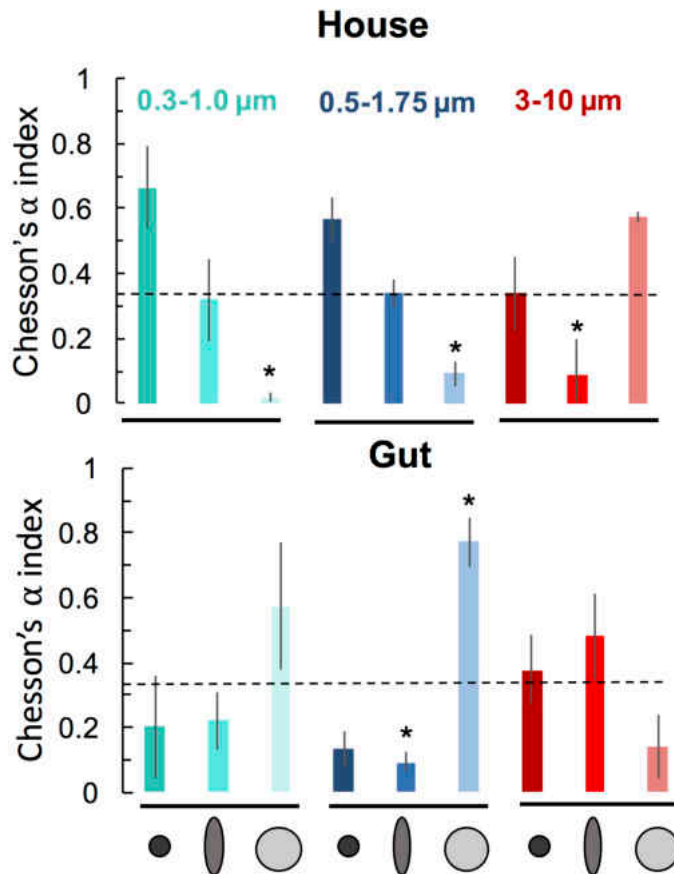 House
1
0.3-1.0 µm 0.5-1.75 µm 3-10 µm
0.8
0.6
0.4
0.2
0
Chesson's α index
* * *
Gut
1
0.8
0.6
0.4
0.2
0
Chesson's α index
* *